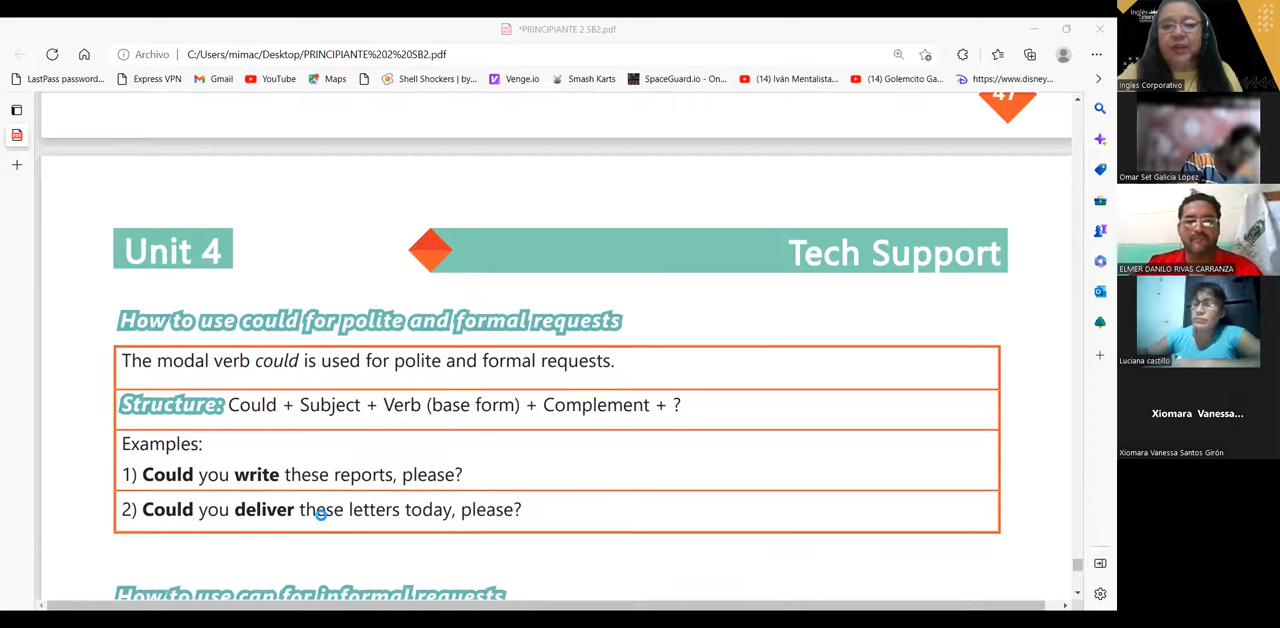 *PRINCIPIANTE 2 SB2.pdf
Archivo
C:/Users/mimac/Desktop/PRINCIPIANTE%202%20SB2.pdf
LastPass password... Express VPN Gmail YouTube Maps Shell Shockers | by... Venge.io Smash Karts SpaceGuard.io - On... (14) Iván Mentalista... (14) Golemcito Ga... https://www.disney...
47
Unit 4
Tech Support
How to use could for polite and formal requests
The modal verb could is used for polite and formal requests.
Structure: Could + Subject + Verb (base form) + Complement + ?
Examples:
1) Could you write these reports, please?
2) Could you deliver these letters today, please?
How to use can for informal requests
Inglés
Ingles Corporativo
Omar Set Galicia López
ELMER DANILO RIVAS CARRANZA
Luciana castillo
Xiomara Vanessa...
Xiomara Vanessa Santos Girón